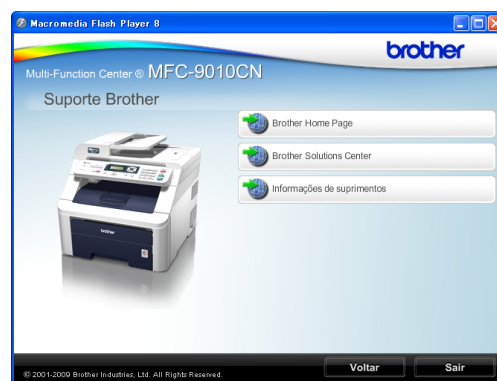 Macromedia Flash Player 8
brother
Multi-Function Center ® MFC-9010CN
Suporte Brother
Brother Home Page
Brother Solutions Center
Informações de suprimentos
brother
Voltar
Sair
© 2001-2009 Brother Industries, Ltd. All Rights Reserved.